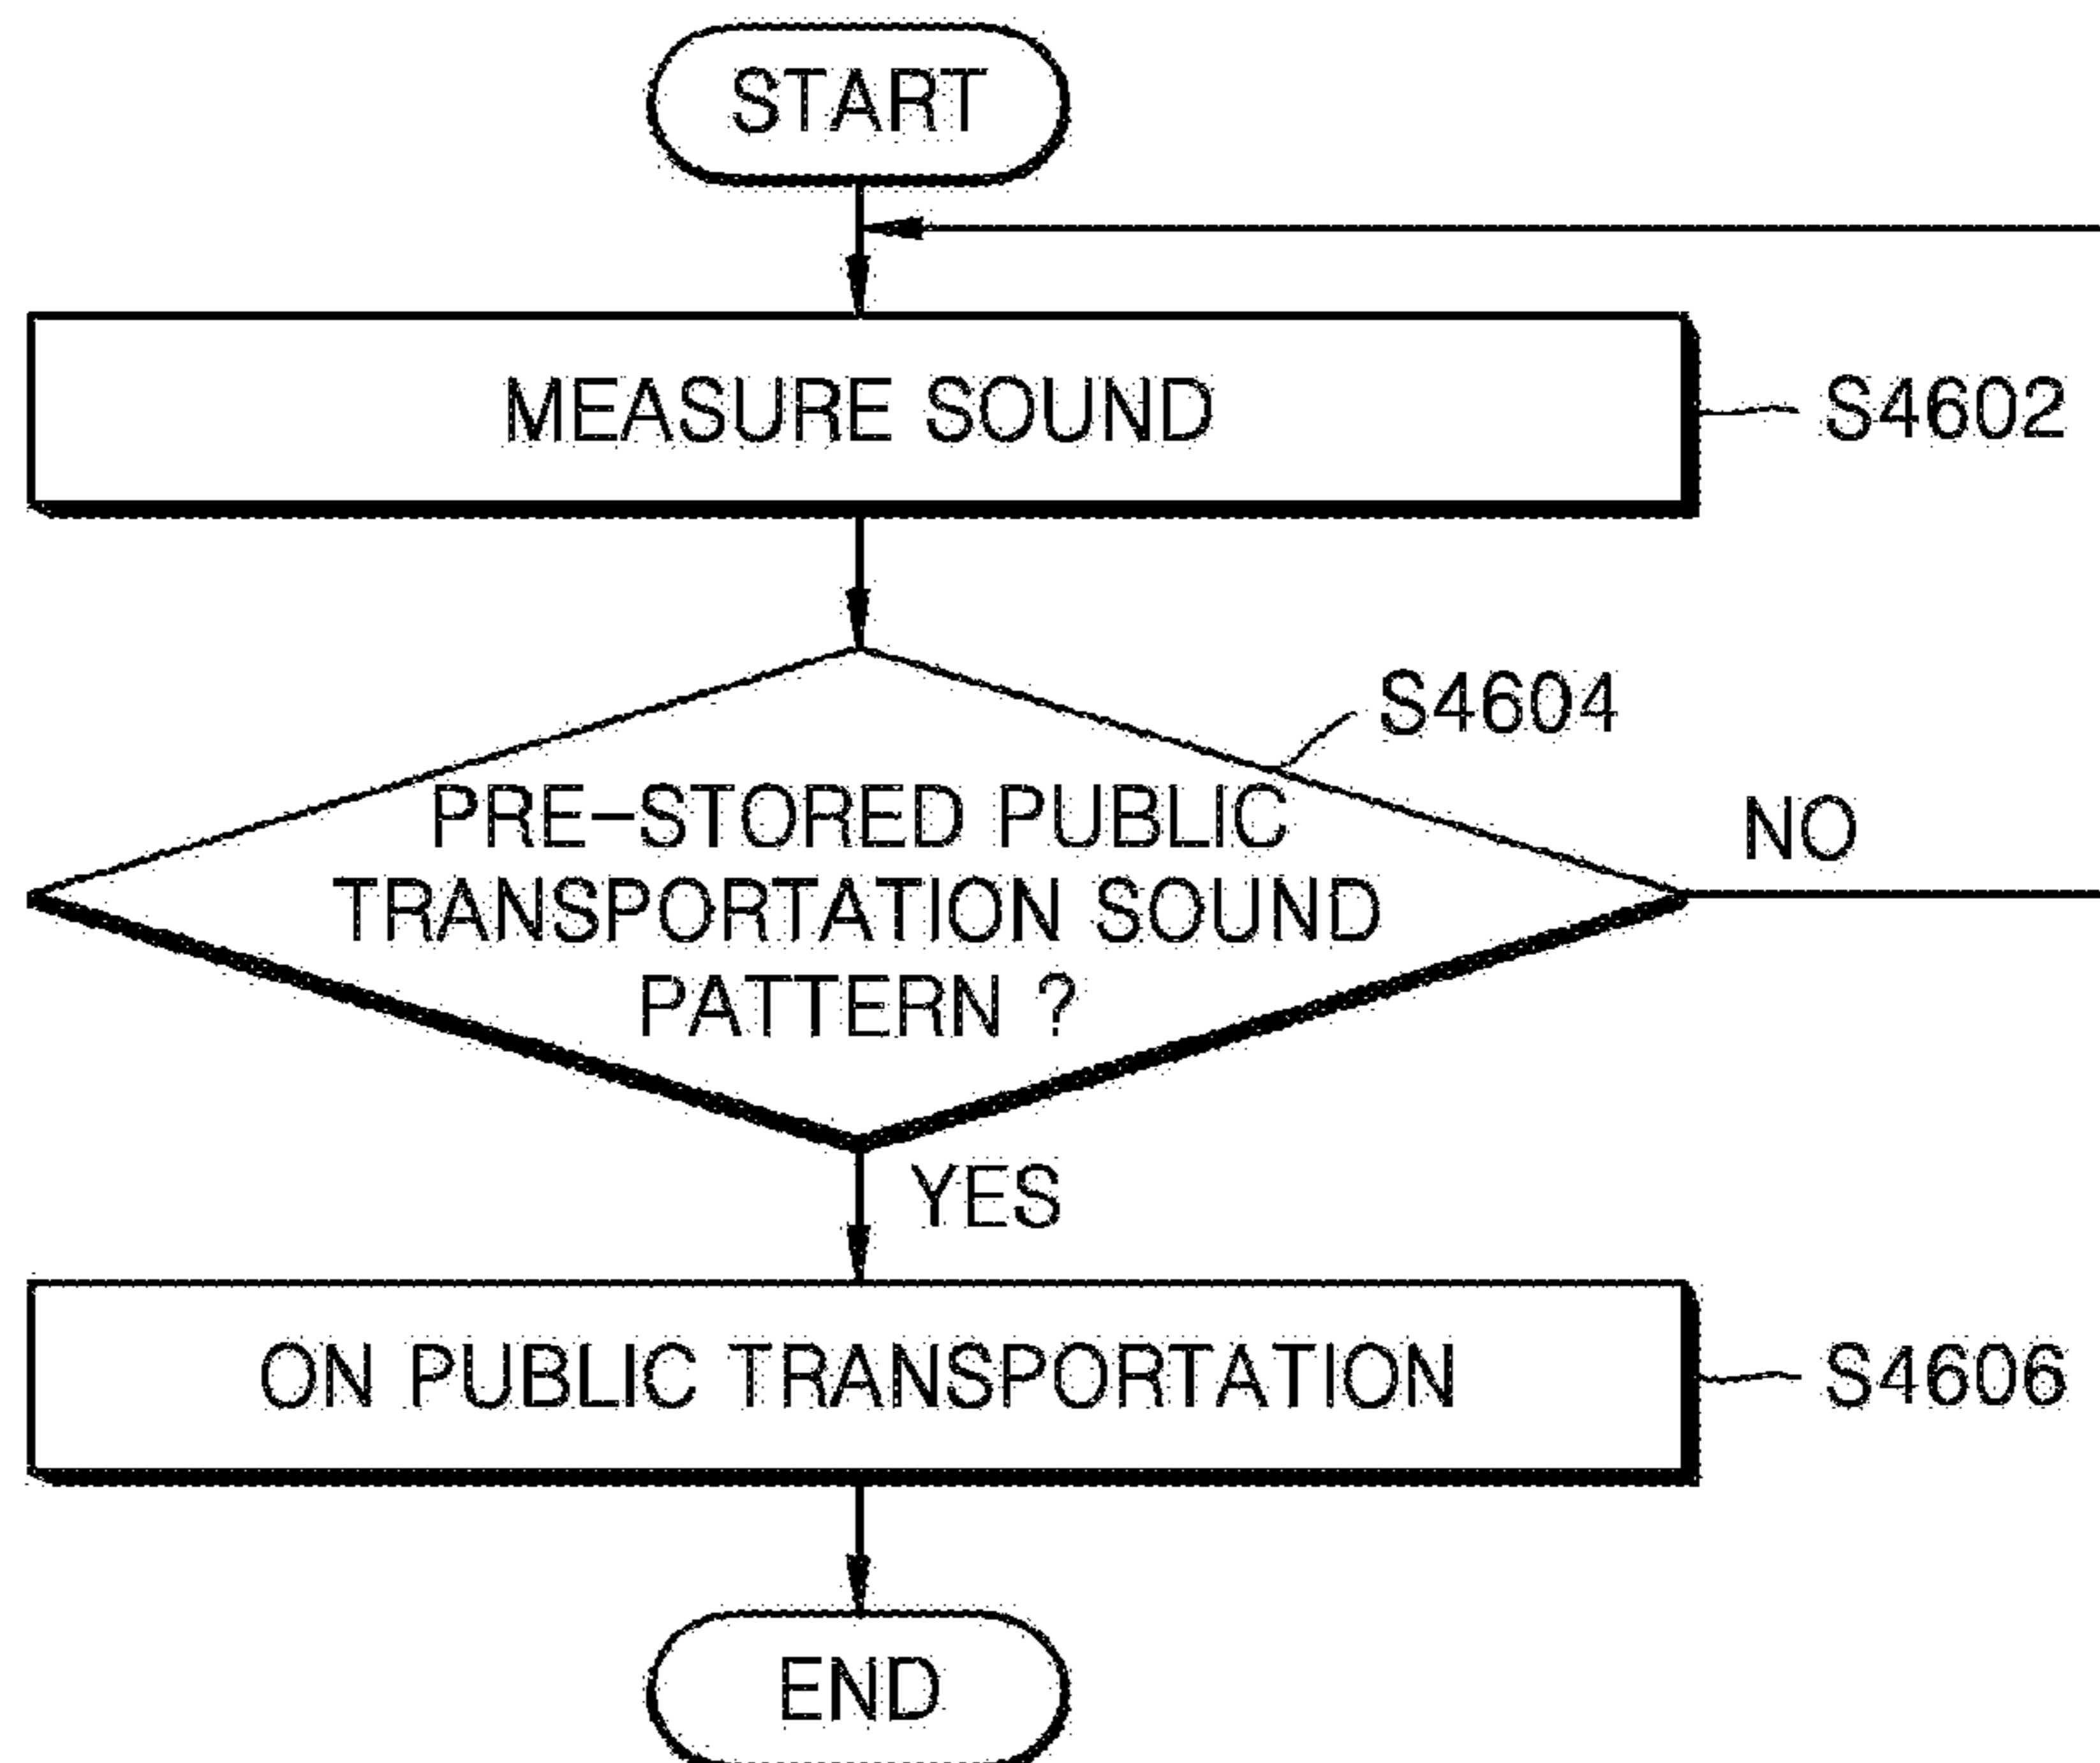 START
MEASURE SOUND
S4602
S4604
PRE-STORED PUBLIC
TRANSPORTATION SOUND
PATTERN ?
NO
YES
ON PUBLIC TRANSPORTATION
S4606
END